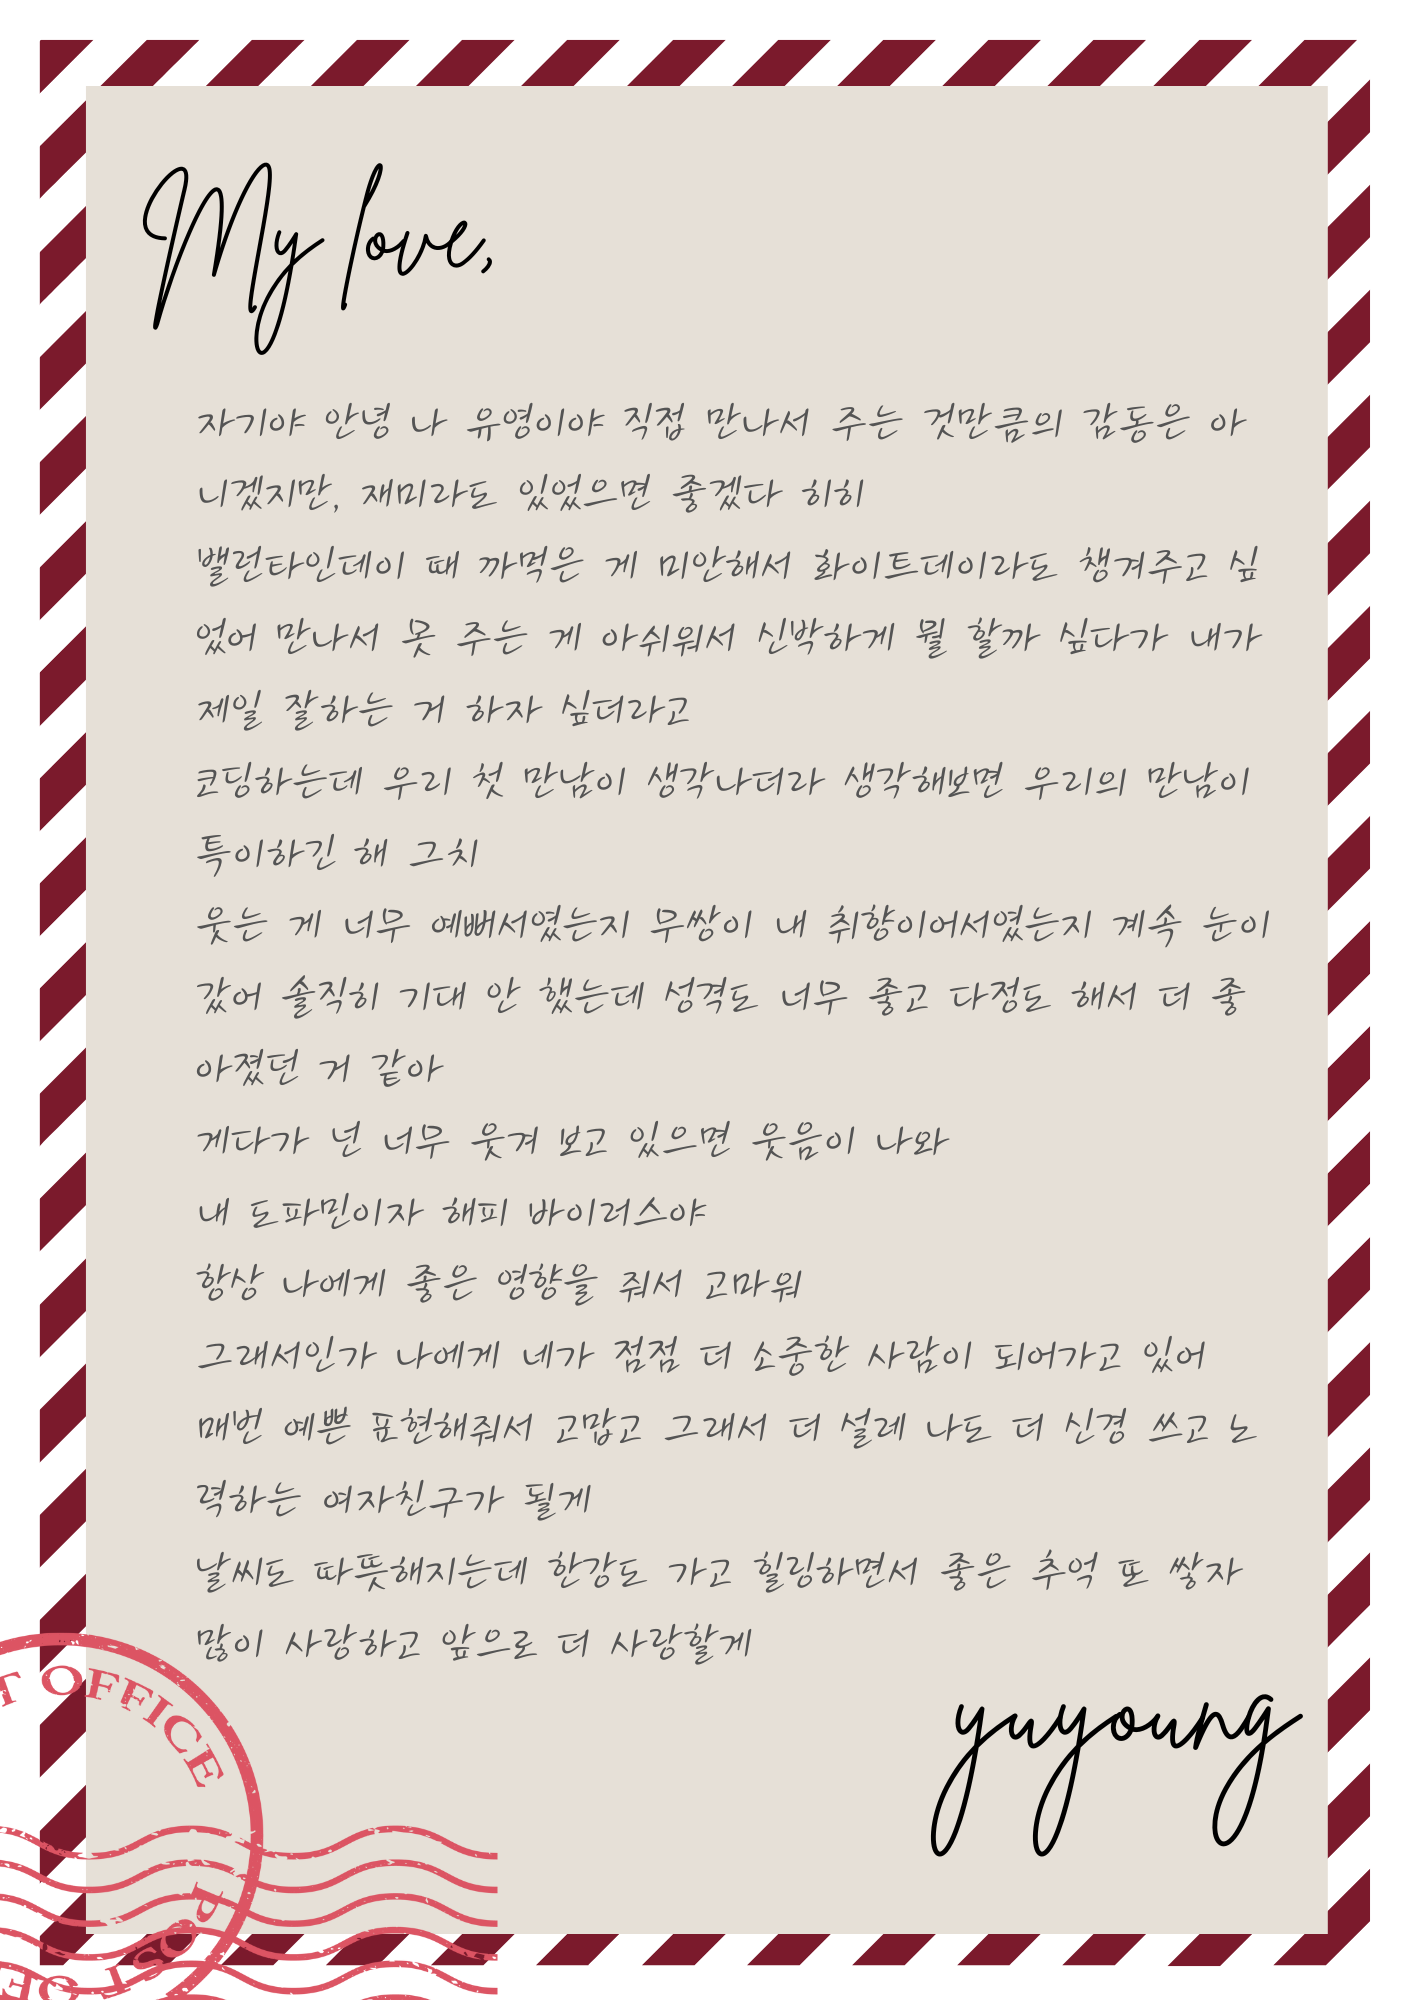 My love,
자기야 안녕 나 유영이야 직접 만나서 주는 것만큼의 감동은 아
니겠지만, 재미라도 있었으면 좋겠다 히히
밸런타인데이 때 까먹은 게 미안해서 화이트데이라도 챙겨주고 싶
었어 만나서 못 주는 게 아쉬워서 신박하게 뭘 할까 싶다가 내가
제일 잘하는 거 하자 싶더라고
코딩하는데 우리 첫 만남이 생각나더라 생각해보면 우리의 만남이
특이하긴 해 그치
웃는 게 너무 예뻐서였는지 무쌍이 내 취향이어서였는지 계속 눈이
갔어 솔직히 기대 안 했는데 성격도 너무 좋고 다정도 해서 더 좋
아졌던 거 같아
게다가 넌 너무 웃겨 보고 있으면 웃음이 나와
내 도파민이자 해피 바이러스야
항상 나에게 좋은 영향을 줘서 고마워
그래서인가 나에게 네가 점점 더 소중한 사람이 되어가고 있어
매번 예쁜 표현해줘서 고맙고 그래서 더 설레 나도 더 신경 쓰고 노
력하는 여자친구가 될게
날씨도 따뜻해지는데 한강도 가고 힐링하면서 좋은 추억 또 쌓자
많이 사랑하고 앞으로 더 사랑할게
yuyoung
T OFFICE
POST OF